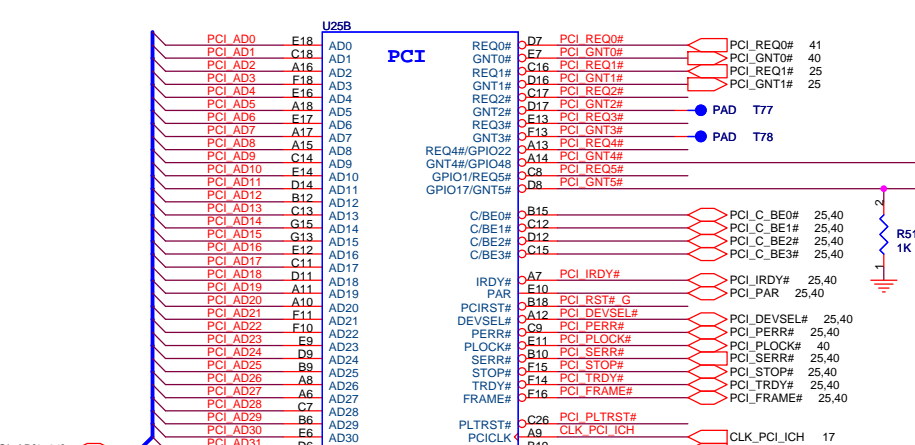 U25B
PCI
PCI_AD0 E18 AD0 REQ0# D7 PCI_REQ0# PCI_REQ0# 41
PCI_AD1 C18 AD1 GNT0# E7 PCI_GNT0# PCI_GNT0# 40
PCI_AD2 A16 AD2 REQ1# C16 PCI_REQ1# PCI_REQ1# 25
PCI_AD3 F18 AD3 GNT1# D16 PCI_GNT1# PCI_GNT1# 25
PCI_AD4 E16 AD4 REQ2# C17 PCI_REQ2#
PCI_AD5 A18 AD5 GNT2# D17 PCI_GNT2# PAD T77
PCI_AD6 E17 AD6 REQ3# E13 PCI_REQ3#
PCI_AD7 A17 AD7 GNT3# F13 PCI_GNT3# PAD T78
PCI_AD8 A15 AD8 REQ4#/GPIO22 A13 PCI_REQ4#
PCI_AD9 C14 AD9 GNT4#/GPIO48 A14 PCI_GNT4#
PCI_AD10 E14 AD10 GPIO1/REQ5# C8 PCI_REQ5#
PCI_AD11 D14 AD11 GPIO17/GNT5# D8 PCI_GNT5#
PCI_AD12 B12 AD12
PCI_AD13 C13 AD13 C/BE0# B15 PCI_C_BE0# 25,40
PCI_AD14 G15 AD14 C/BE1# C12 PCI_C_BE1# 25,40
PCI_AD15 G13 AD15 C/BE2# D12 PCI_C_BE2# 25,40
PCI_AD16 E12 AD16 C/BE3# C15 PCI_C_BE3# 25,40
PCI_AD17 C11 AD17
PCI_AD18 D11 AD18 IRDY# A7 PCI_IRDY# PCI_IRDY# 25,40
PCI_AD19 A11 AD19 PAR E10 PCI_PAR 25,40
PCI_AD20 A10 AD20 PCIRST# B18 PCI_RST#_G
PCI_AD21 F11 AD21 DEVSEL# A12 PCI_DEVSEL# PCI_DEVSEL# 25,40
PCI_AD22 F10 AD22 PERR# C9 PCI_PERR# PCI_PERR# 25,40
PCI_AD23 E9 AD23 PLOCK# E11 PCI_PLOCK# PCI_PLOCK# 40
PCI_AD24 D9 AD24 SERR# B10 PCI_SERR# PCI_SERR# 25,40
PCI_AD25 B9 AD25 STOP# F15 PCI_STOP# PCI_STOP# 25,40
PCI_AD26 A8 AD26 TRDY# F14 PCI_TRDY# PCI_TRDY# 25,40
PCI_AD27 A6 AD27 FRAME# F16 PCI_FRAME# PCI_FRAME# 25,40
PCI_AD28 C7 AD28
PCI_AD29 B6 AD29 PLTRST# C26 PCI_PLTRST#
PCI_AD30 E6 AD30 PCICLK A9 CLK_PCI_ICH CLK_PCI_ICH 17
PCI_AD31
2
R51
1K
1